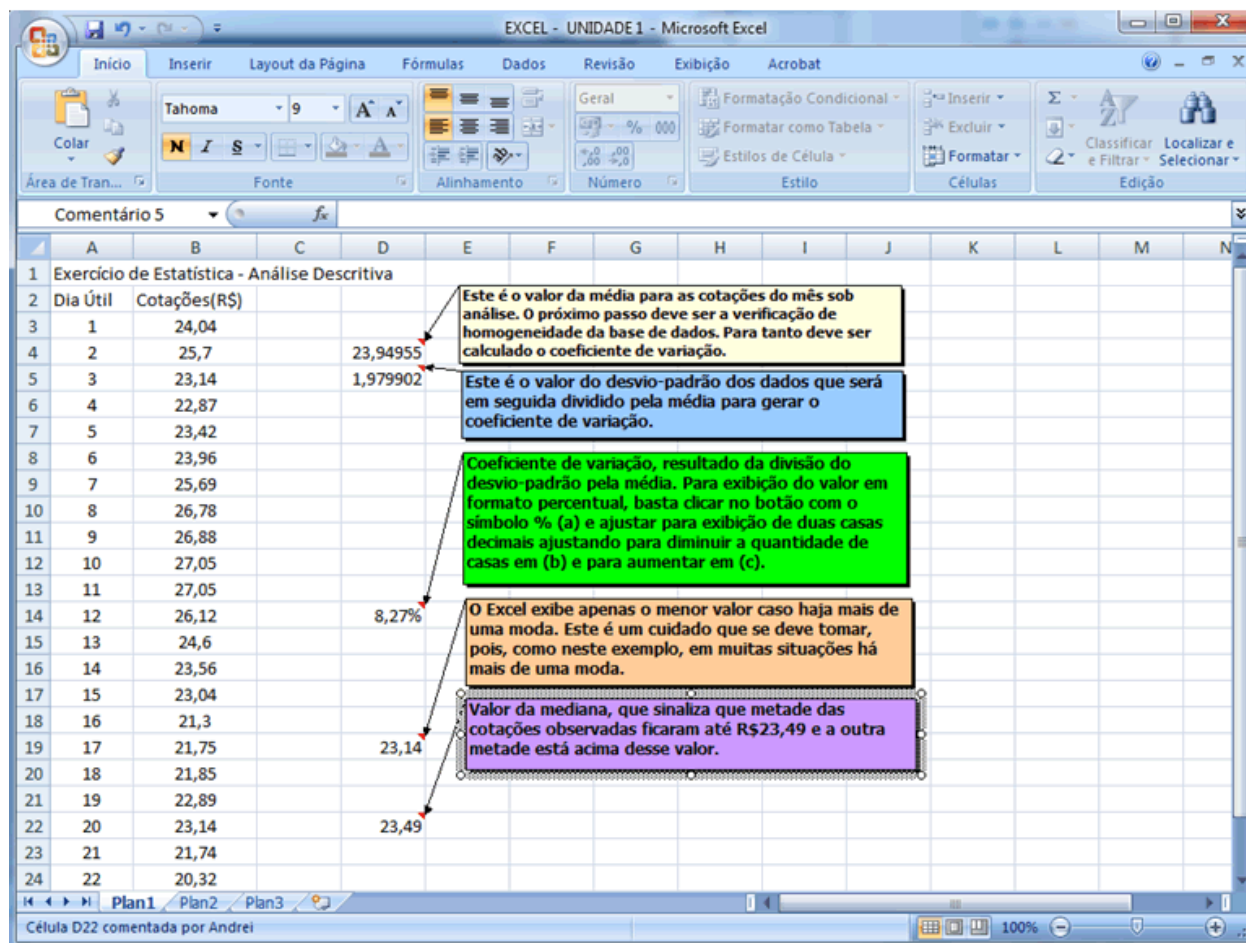 EXCEL - UNIDADE 1 - Microsoft Excel
Início Inserir Layout da Página Fórmulas Dados Revisão Exibição Acrobat
Colar
Tahoma 9
N I S
Geral
% 000
Formatação Condicional
Formatar como Tabela
Estilos de Célula
Inserir
Excluir
Formatar
Σ
Classificar e Filtrar
Localizar e Selecionar
Área de Tran... Fonte Alinhamento Número Estilo Células Edição
Comentário 5 fx
A B C D E F G H I J K L M N
1 Exercício de Estatística - Análise Descritiva
2 Dia Útil Cotações(R$)
3 1 24,04
4 2 25,7 23,94955
5 3 23,14 1,979902
6 4 22,87
7 5 23,42
8 6 23,96
9 7 25,69
10 8 26,78
11 9 26,88
12 10 27,05
13 11 27,05
14 12 26,12 8,27%
15 13 24,6
16 14 23,56
17 15 23,04
18 16 21,3
19 17 21,75 23,14
20 18 21,85
21 19 22,89
22 20 23,14 23,49
23 21 21,74
24 22 20,32
Este é o valor da média para as cotações do mês sob
análise. O próximo passo deve ser a verificação de
homogeneidade da base de dados. Para tanto deve ser
calculado o coeficiente de variação.
Este é o valor do desvio-padrão dos dados que será
em seguida dividido pela média para gerar o
coeficiente de variação.
Coeficiente de variação, resultado da divisão do
desvio-padrão pela média. Para exibição do valor em
formato percentual, basta clicar no botão com o
símbolo % (a) e ajustar para exibição de duas casas
decimais ajustando para diminuir a quantidade de
casas em (b) e para aumentar em (c).
O Excel exibe apenas o menor valor caso haja mais de
uma moda. Este é um cuidado que se deve tomar,
pois, como neste exemplo, em muitas situações há
mais de uma moda.
Valor da mediana, que sinaliza que metade das
cotações observadas ficaram até R$23,49 e a outra
metade está acima desse valor.
Plan1 Plan2 Plan3
Célula D22 comentada por Andrei 100%